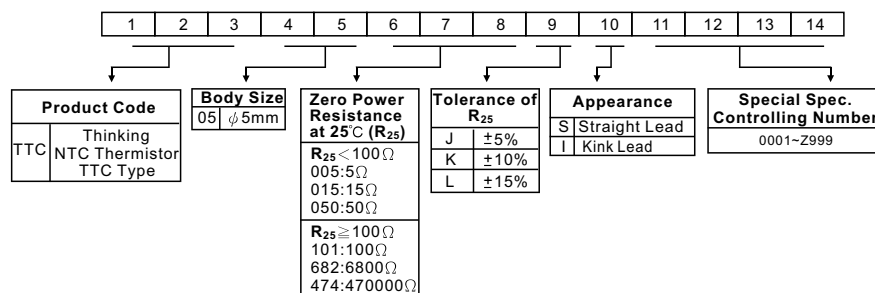 1 2 3 4 5 6 7 8 9 10 11 12 13 14
Product Code
TTC
Thinking
NTC Thermistor
TTC Type
Body Size
05 ϕ5mm
Zero Power
Resistance
at 25℃ (R₂₅)
R₂₅<100Ω
005:5Ω
015:15Ω
050:50Ω
R₂₅≧100Ω
101:100Ω
682:6800Ω
474:470000Ω
Tolerance of
R₂₅
J ±5%
K ±10%
L ±15%
Appearance
S Straight Lead
I Kink Lead
Special Spec.
Controlling Number
0001~Z999